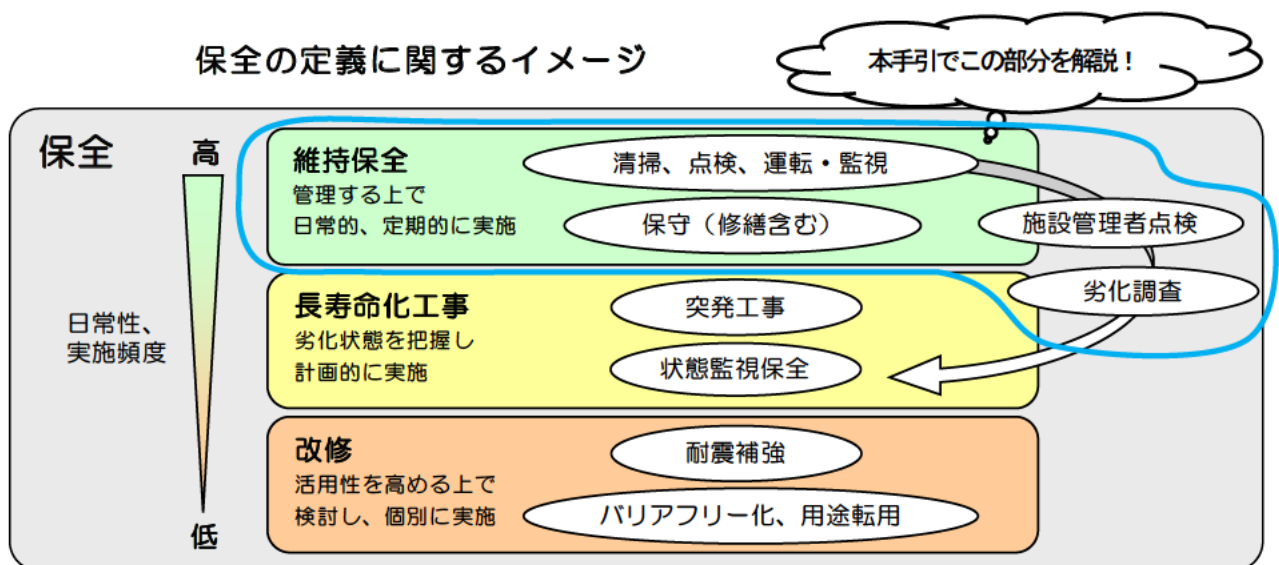 保全の定義に関するイメージ
本手引でこの部分を解説！
保全
高
日常性、
実施頻度
低
維持保全
管理する上で
日常的、定期的に実施
清掃、点検、運転・監視
保守（修繕含む）
施設管理者点検
劣化調査
長寿命化工事
劣化状態を把握し
計画的に実施
突発工事
状態監視保全
改修
活用性を高める上で
検討し、個別に実施
耐震補強
バリアフリー化、用途転用